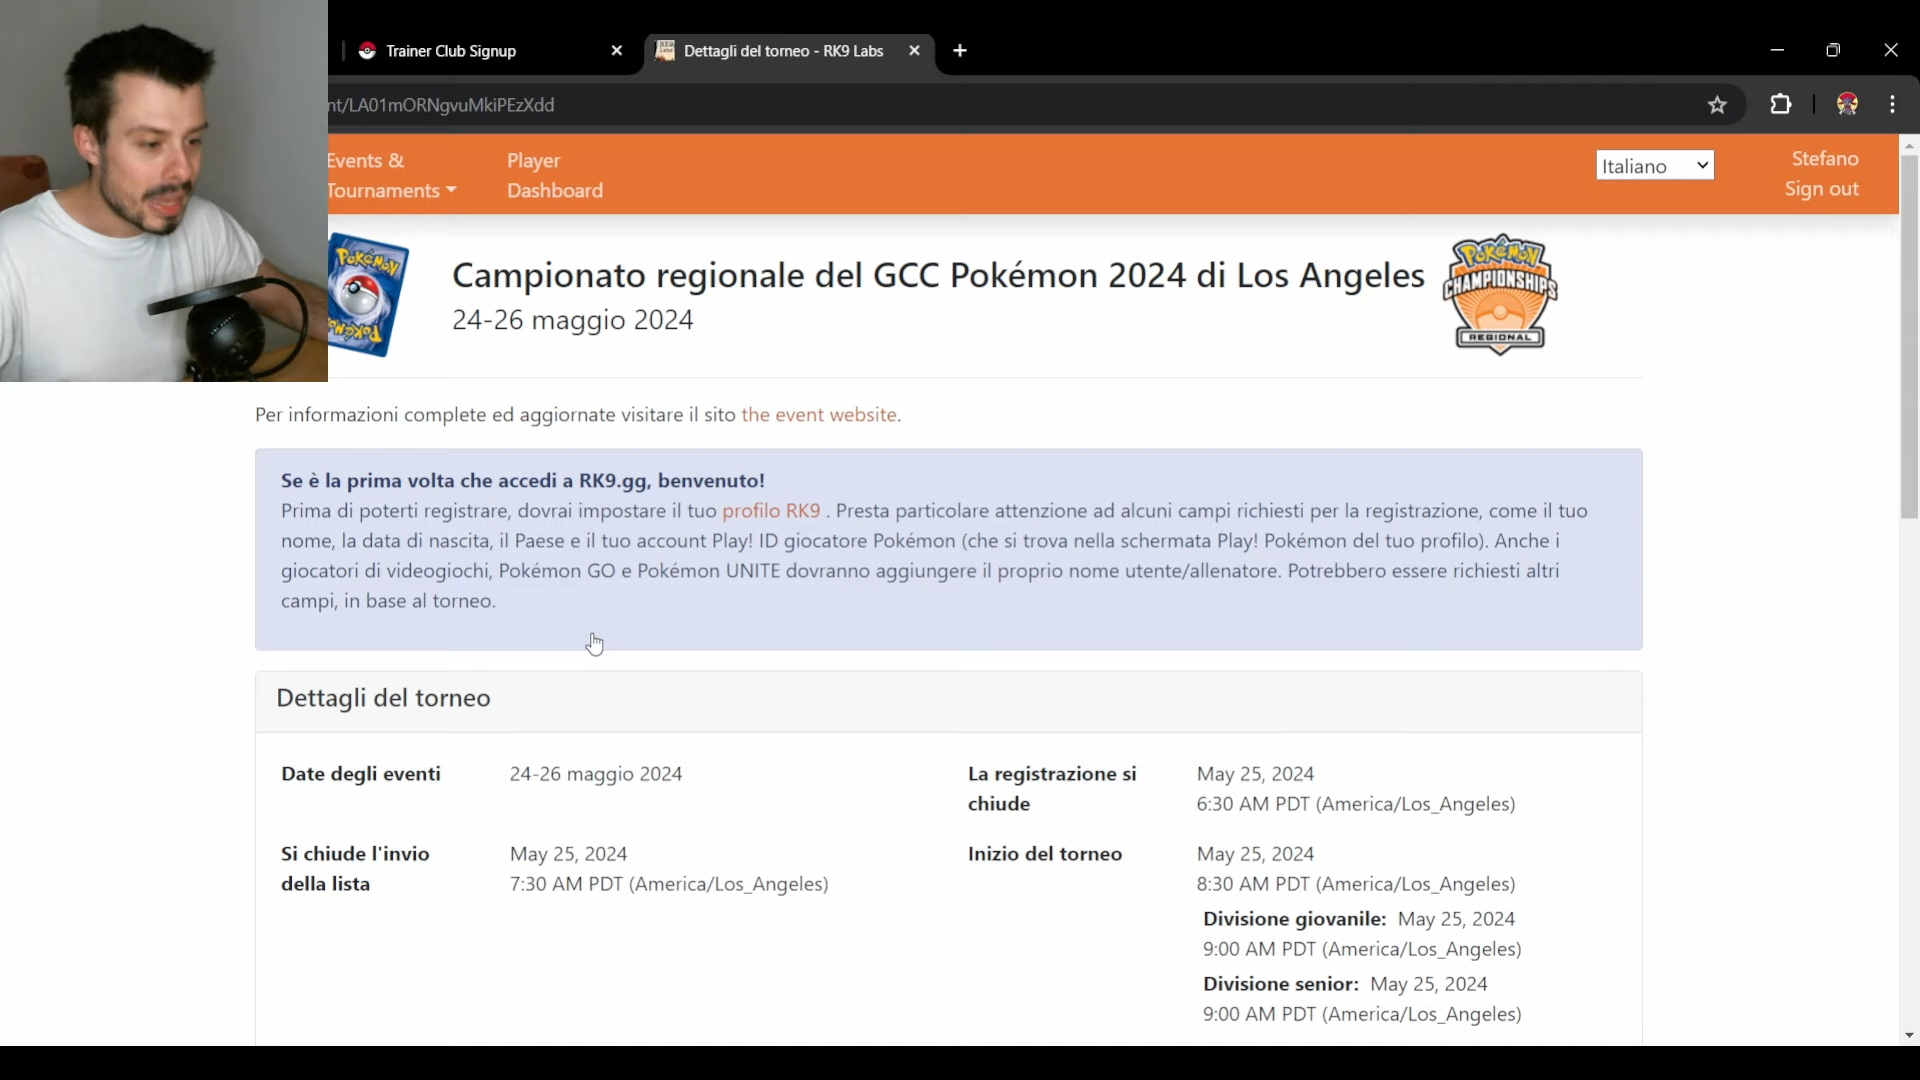 Trainer Club Signup
Dettagli del torneo - RK9 Labs
nt/LA01mORNgvuMkiPEzXdd
Events &
Tournaments
Player
Dashboard
Italiano
Stefano
Sign out
POKéMON
Campionato regionale del GCC Pokémon 2024 di Los Angeles
24-26 maggio 2024
POKéMON
CHAMPIONSHIPS
REGIONAL
Per informazioni complete ed aggiornate visitare il sito the event website.
Se è la prima volta che accedi a RK9.gg, benvenuto!
Prima di poterti registrare, dovrai impostare il tuo profilo RK9 . Presta particolare attenzione ad alcuni campi richiesti per la registrazione, come il tuo
nome, la data di nascita, il Paese e il tuo account Play! ID giocatore Pokémon (che si trova nella schermata Play! Pokémon del tuo profilo). Anche i
giocatori di videogiochi, Pokémon GO e Pokémon UNITE dovranno aggiungere il proprio nome utente/allenatore. Potrebbero essere richiesti altri
campi, in base al torneo.
Dettagli del torneo
Date degli eventi
24-26 maggio 2024
La registrazione si
chiude
May 25, 2024
6:30 AM PDT (America/Los_Angeles)
Si chiude l'invio
della lista
May 25, 2024
7:30 AM PDT (America/Los_Angeles)
Inizio del torneo
May 25, 2024
8:30 AM PDT (America/Los_Angeles)
Divisione giovanile: May 25, 2024
9:00 AM PDT (America/Los_Angeles)
Divisione senior: May 25, 2024
9:00 AM PDT (America/Los_Angeles)